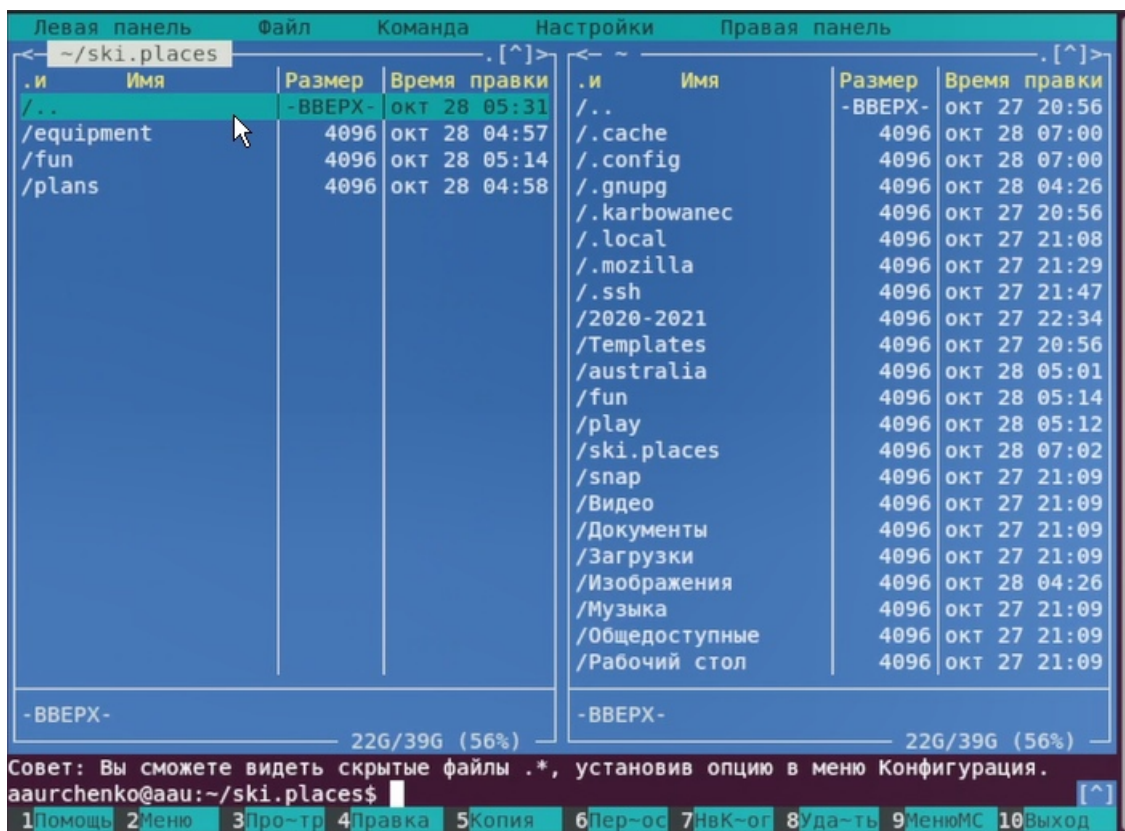 Левая панель Файл Команда Настройки Правая панель
<— ~/ski.places .[^]>
.и Имя Размер Время правки
/.. -ВВЕРХ- окт 28 05:31
/equipment 4096 окт 28 04:57
/fun 4096 окт 28 05:14
/plans 4096 окт 28 04:58
-ВВЕРХ-
22G/39G (56%)
<— ~ .[^]>
.и Имя Размер Время правки
/.. -ВВЕРХ- окт 27 20:56
/.cache 4096 окт 28 07:00
/.config 4096 окт 28 07:00
/.gnupg 4096 окт 28 04:26
/.karbowanec 4096 окт 27 20:56
/.local 4096 окт 27 21:08
/.mozilla 4096 окт 27 21:29
/.ssh 4096 окт 27 21:47
/2020-2021 4096 окт 27 22:34
/Templates 4096 окт 27 20:56
/australia 4096 окт 28 05:01
/fun 4096 окт 28 05:14
/play 4096 окт 28 05:12
/ski.places 4096 окт 28 07:02
/snap 4096 окт 27 21:09
/Видео 4096 окт 27 21:09
/Документы 4096 окт 27 21:09
/Загрузки 4096 окт 27 21:09
/Изображения 4096 окт 28 04:26
/Музыка 4096 окт 27 21:09
/Общедоступные 4096 окт 27 21:09
/Рабочий стол 4096 окт 27 21:09
-ВВЕРХ-
22G/39G (56%)
Совет: Вы сможете видеть скрытые файлы .*, установив опцию в меню Конфигурация.
aaurchenko@aau:~/ski.places$ [^]
1Помощь 2Меню 3Про~тр 4Правка 5Копия 6Пер~ос 7НвК~ог 8Уда~ть 9МенюMC 10Выход